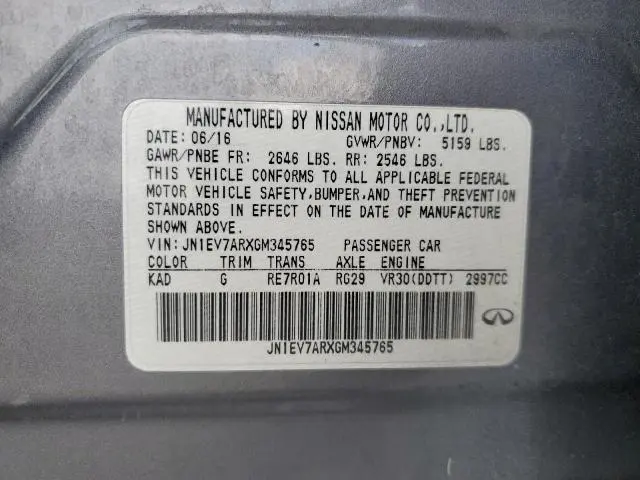 MANUFACTURED BY NISSAN MOTOR CO.,LTD.
DATE: 06/16 GVWR/PNBV: 5159 LBS.
GAWR/PNBE FR: 2646 LBS. RR: 2546 LBS.
THIS VEHICLE CONFORMS TO ALL APPLICABLE FEDERAL
MOTOR VEHICLE SAFETY,BUMPER,AND THEFT PREVENTION
STANDARDS IN EFFECT ON THE DATE OF MANUFACTURE
SHOWN ABOVE.
VIN: JN1EV7ARXGM345765 PASSENGER CAR
COLOR TRIM TRANS AXLE ENGINE
KAD G RE7R01A RG29 VR30(DDTT) 2997CC
JN1EV7ARXGM345765